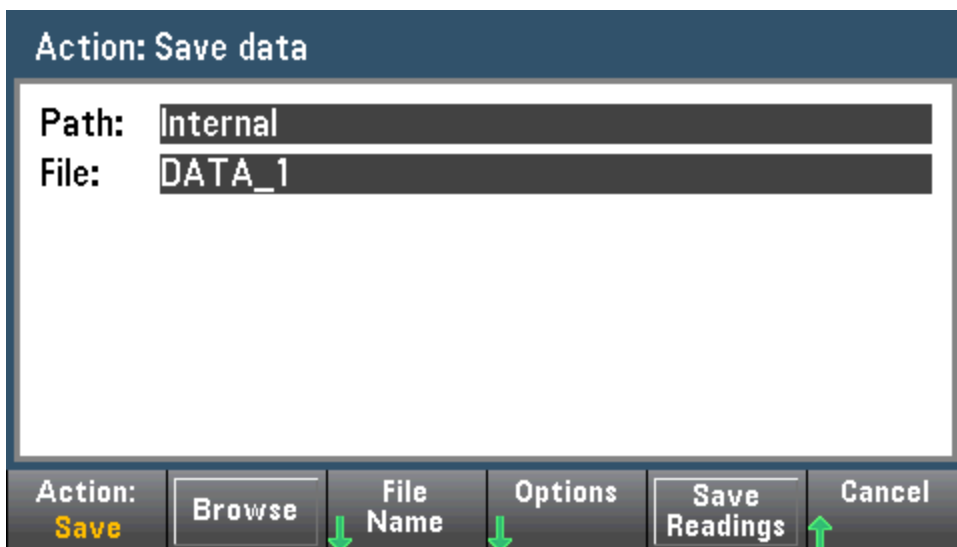 Action: Save data
Path: Internal
File: DATA_1
Action:
Save
Browse
File
Name
Options
Save
Readings
Cancel